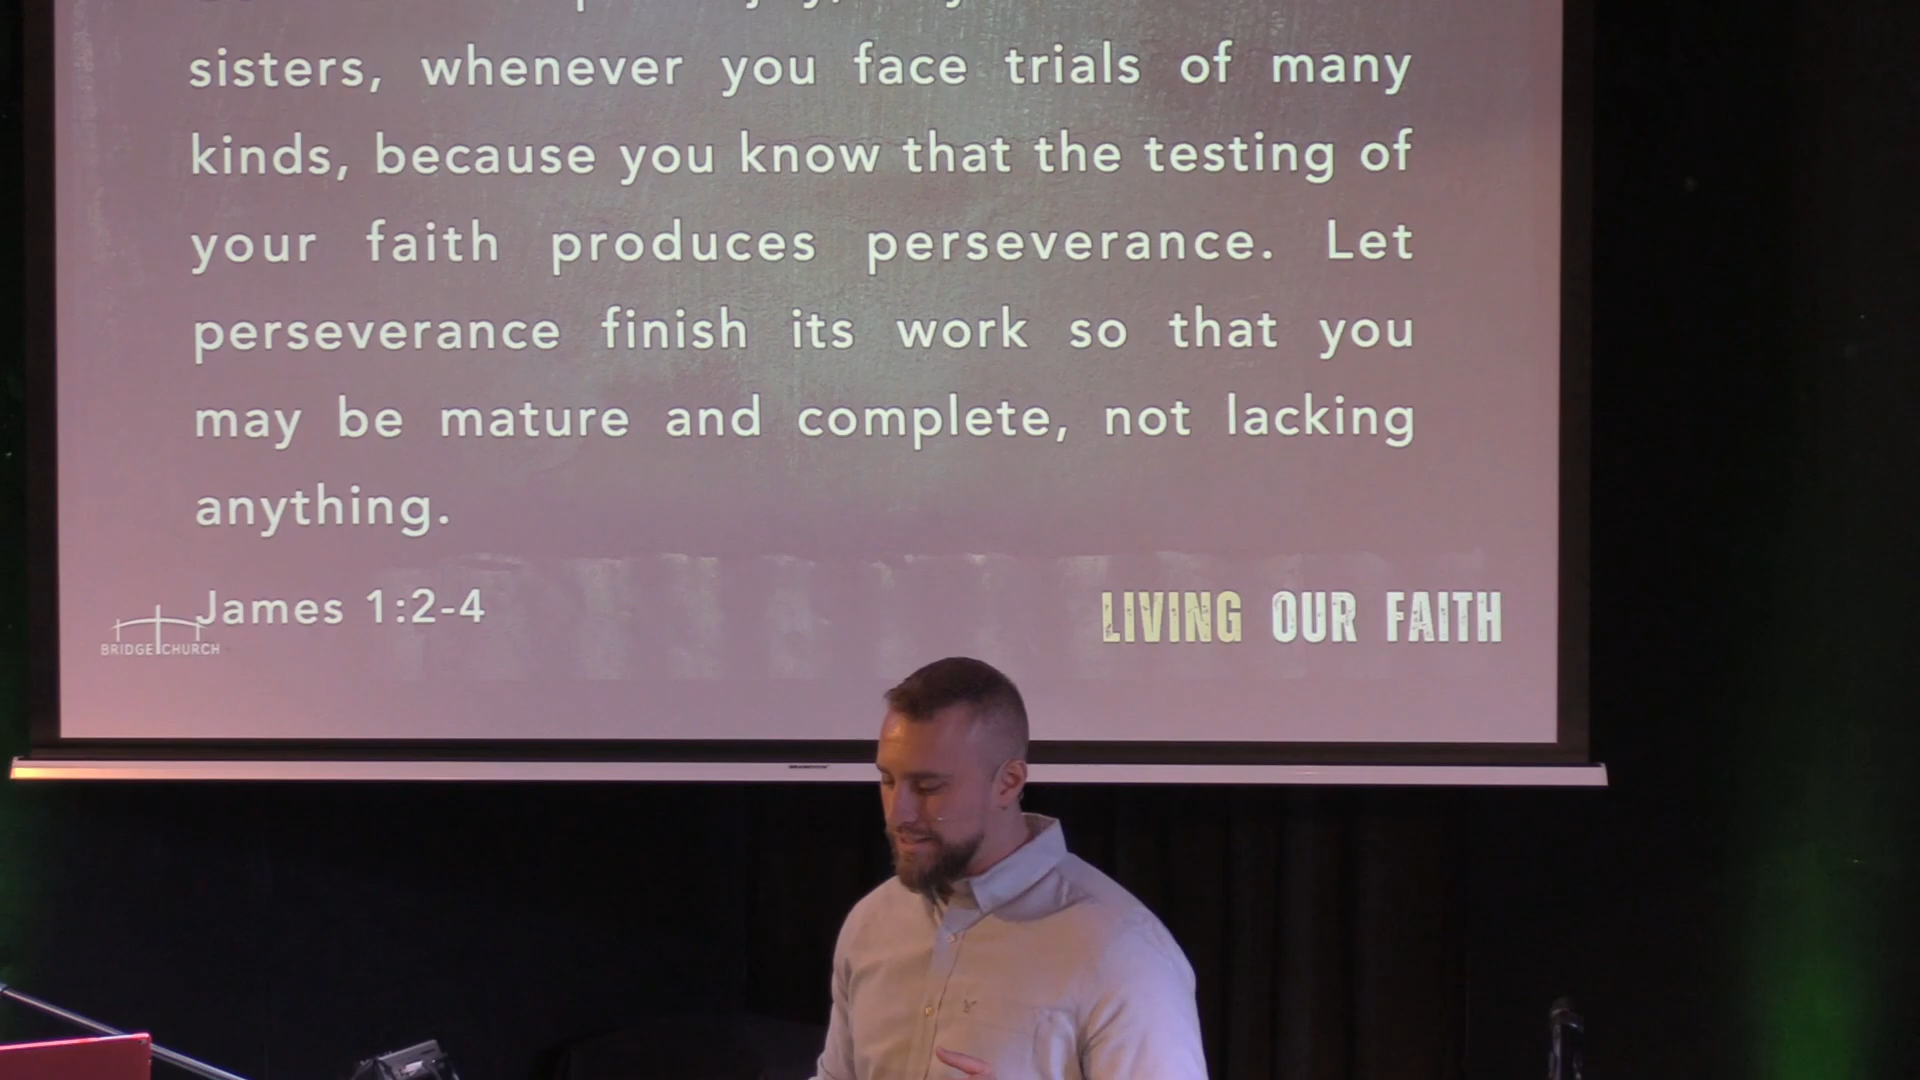 sisters, whenever you face trials of many
kinds, because you know that the testing of
your faith produces perseverance. Let
perseverance finish its work so that you
may be mature and complete, not lacking
anything.
James 1:2-4
BRIDGE CHURCH
LIVING OUR FAITH